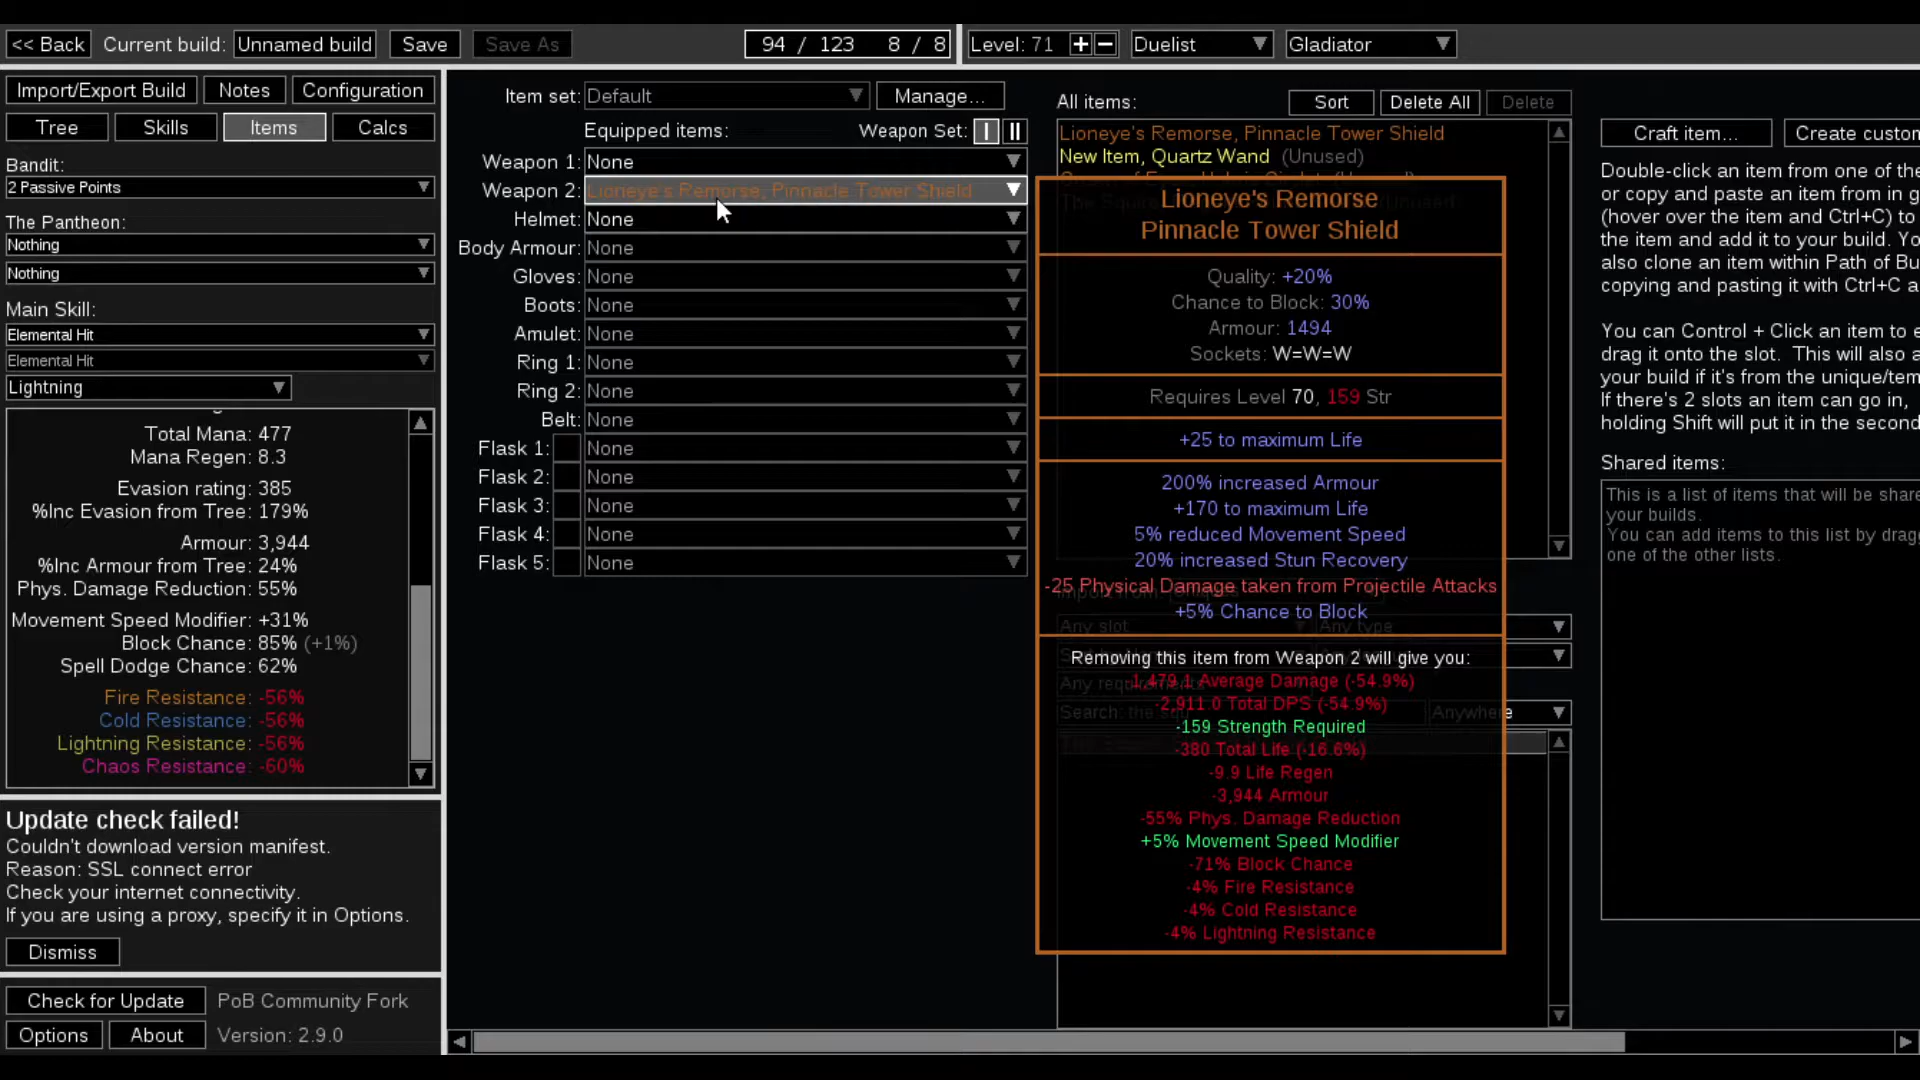 << Back
Current build:
Unnamed build
Save
Save As
94 / 123   8 / 8
Level: 71
+
−
Duelist
Gladiator
Import/Export Build
Notes
Configuration
Tree
Skills
Items
Calcs
Bandit:
2 Passive Points
The Pantheon:
Nothing
Nothing
Main Skill:
Elemental Hit
Elemental Hit
Lightning
Total Mana: 477
Mana Regen: 8.3
Evasion rating: 385
%Inc Evasion from Tree: 179%
Armour: 3,944
%Inc Armour from Tree: 24%
Phys. Damage Reduction: 55%
Movement Speed Modifier: +31%
Block Chance: 85% (+1%)
Spell Dodge Chance: 62%
Fire Resistance: -56%
Cold Resistance: -56%
Lightning Resistance: -56%
Chaos Resistance: -60%
Update check failed!
Couldn't download version manifest.
Reason: SSL connect error
Check your internet connectivity.
If you are using a proxy, specify it in Options.
Dismiss
Check for Update
PoB Community Fork
Options
About
Version: 2.9.0
Item set:
Default
Manage...
Equipped items:
Weapon Set:
I
II
Weapon 1: None
Weapon 2: Lioneye's Remorse, Pinnacle Tower Shield
Helmet: None
Body Armour: None
Gloves: None
Boots: None
Amulet: None
Ring 1: None
Ring 2: None
Belt: None
Flask 1: None
Flask 2: None
Flask 3: None
Flask 4: None
Flask 5: None
All items:
Sort
Delete All
Delete
Lioneye's Remorse, Pinnacle Tower Shield
New Item, Quartz Wand (Unused)
Lioneye's Remorse
Pinnacle Tower Shield
Quality: +20%
Chance to Block: 30%
Armour: 1494
Sockets: W=W=W
Requires Level 70, 159 Str
+25 to maximum Life
200% increased Armour
+170 to maximum Life
5% reduced Movement Speed
20% increased Stun Recovery
-25 Physical Damage taken from Projectile Attacks
+5% Chance to Block
Any slot
Any type
Removing this item from Weapon 2 will give you:
-1,479.1 Average Damage (-54.9%)
Any requirements
-2,911.0 Total DPS (-54.9%)
Search:
Anywhere
-159 Strength Required
-380 Total Life (-16.6%)
-9.9 Life Regen
-3,944 Armour
-55% Phys. Damage Reduction
+5% Movement Speed Modifier
-71% Block Chance
-4% Fire Resistance
-4% Cold Resistance
-4% Lightning Resistance
Craft item...
Create custom
Double-click an item from one of the
or copy and paste an item from in g
(hover over the item and Ctrl+C) to
the item and add it to your build. Yo
also clone an item within Path of Bu
copying and pasting it with Ctrl+C a
You can Control + Click an item to e
drag it onto the slot. This will also a
your build if it's from the unique/tem
If there's 2 slots an item can go in,
holding Shift will put it in the second
Shared items:
This is a list of items that will be share
your builds.
You can add items to this list by drag
one of the other lists.